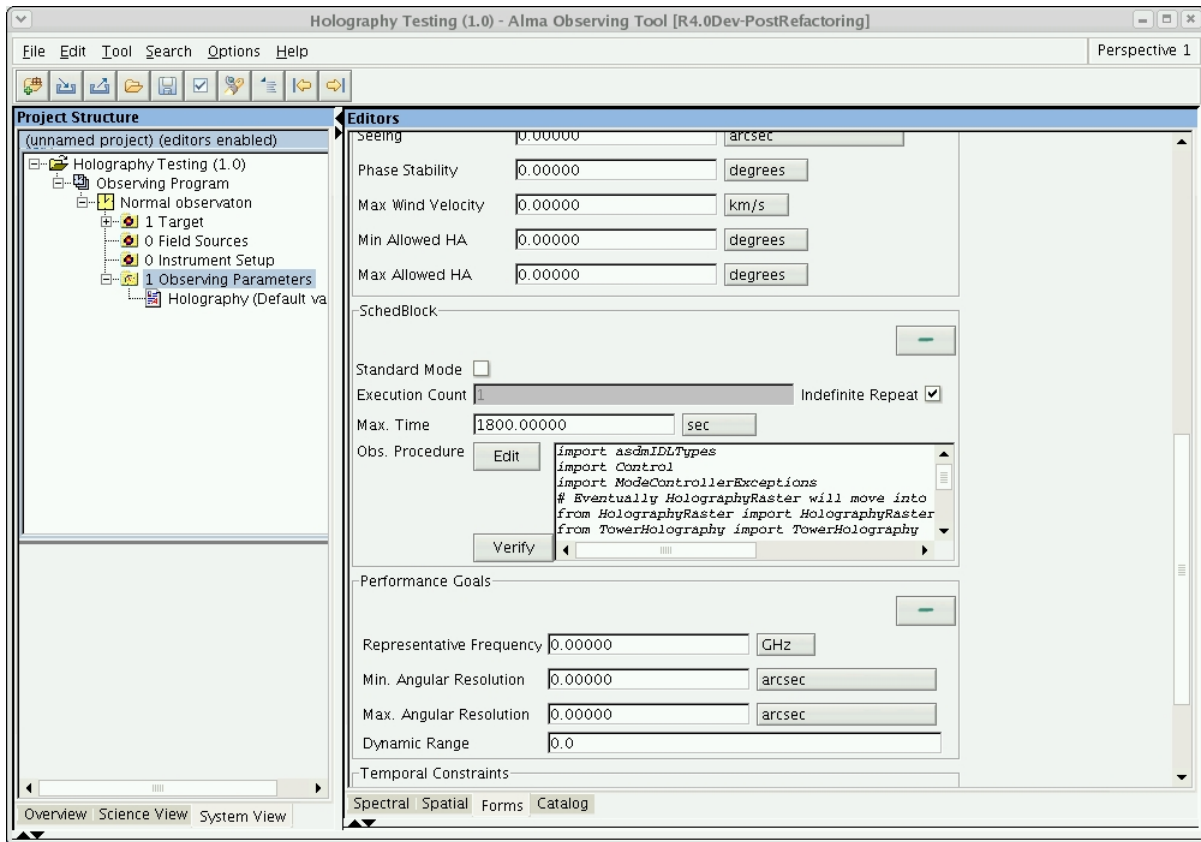 Holography Testing (1.0) - Alma Observing Tool [R4.0Dev-PostRefactoring]
File Edit Tool Search Options Help
Perspective 1
Project Structure
(unnamed project) (editors enabled)
Holography Testing (1.0)
Observing Program
Normal observaton
1 Target
0 Field Sources
0 Instrument Setup
1 Observing Parameters
Holography (Default va
Overview Science View System View
Editors
Seeing 0.00000 arcsec
Phase Stability 0.00000 degrees
Max Wind Velocity 0.00000 km/s
Min Allowed HA 0.00000 degrees
Max Allowed HA 0.00000 degrees
SchedBlock
Standard Mode
Execution Count 1 Indefinite Repeat
Max. Time 1800.00000 sec
Obs. Procedure Edit
import asdmIDLTypes
import Control
import ModeControllerExceptions
# Eventually HolographyRaster will move into
from HolographyRaster import HolographyRaster
from TowerHolography import TowerHolography
Verify
Performance Goals
Representative Frequency 0.00000 GHz
Min. Angular Resolution 0.00000 arcsec
Max. Angular Resolution 0.00000 arcsec
Dynamic Range 0.0
Temporal Constraints
Spectral Spatial Forms Catalog